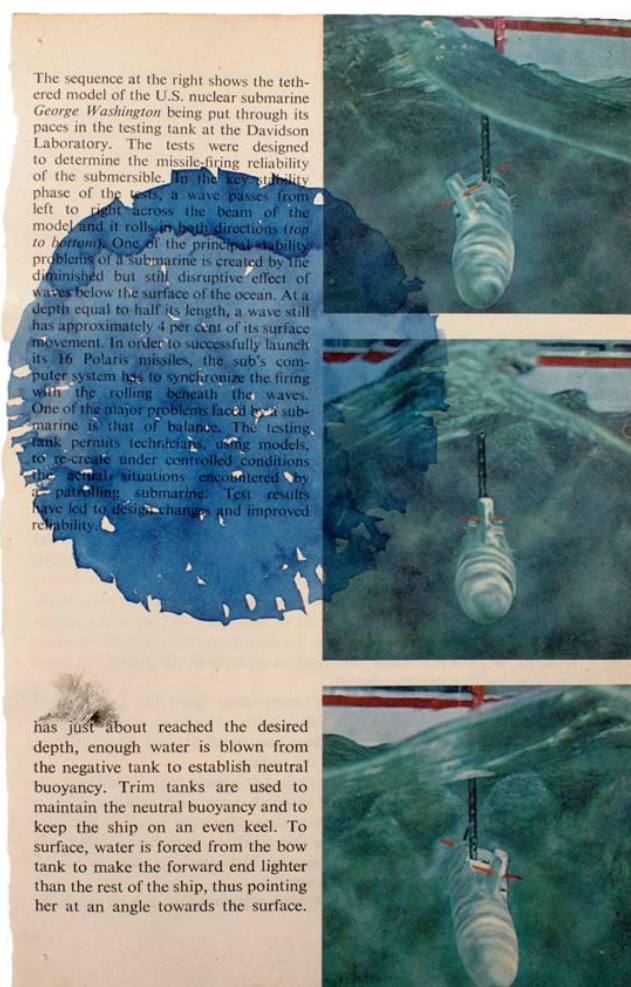 The sequence at the right shows the teth-
ered model of the U.S. nuclear submarine
George Washington being put through its
paces in the testing tank at the Davidson
Laboratory. The tests were designed
to determine the missile-firing reliability
of the submersible. In the key stability
phase of the tests, a wave passes from
left to right across the beam of the
model and it rolls in both directions (top
to bottom). One of the principal stability
problems of a submarine is created by the
diminished but still disruptive effect of
waves below the surface of the ocean. At a
depth equal to half its length, a wave still
has approximately 4 per cent of its surface
movement. In order to successfully launch
its 16 Polaris missiles, the sub's com-
puter system has to synchronize the firing
with the rolling beneath the waves.
One of the major problems faced by a sub-
marine is that of balance. The testing
tank permits technicians, using models,
to re-create under controlled conditions
the actual situations encountered by
a patrolling submarine. Test results
have led to design changes and improved
reliability.
has just about reached the desired
depth, enough water is blown from
the negative tank to establish neutral
buoyancy. Trim tanks are used to
maintain the neutral buoyancy and to
keep the ship on an even keel. To
surface, water is forced from the bow
tank to make the forward end lighter
than the rest of the ship, thus pointing
her at an angle towards the surface.